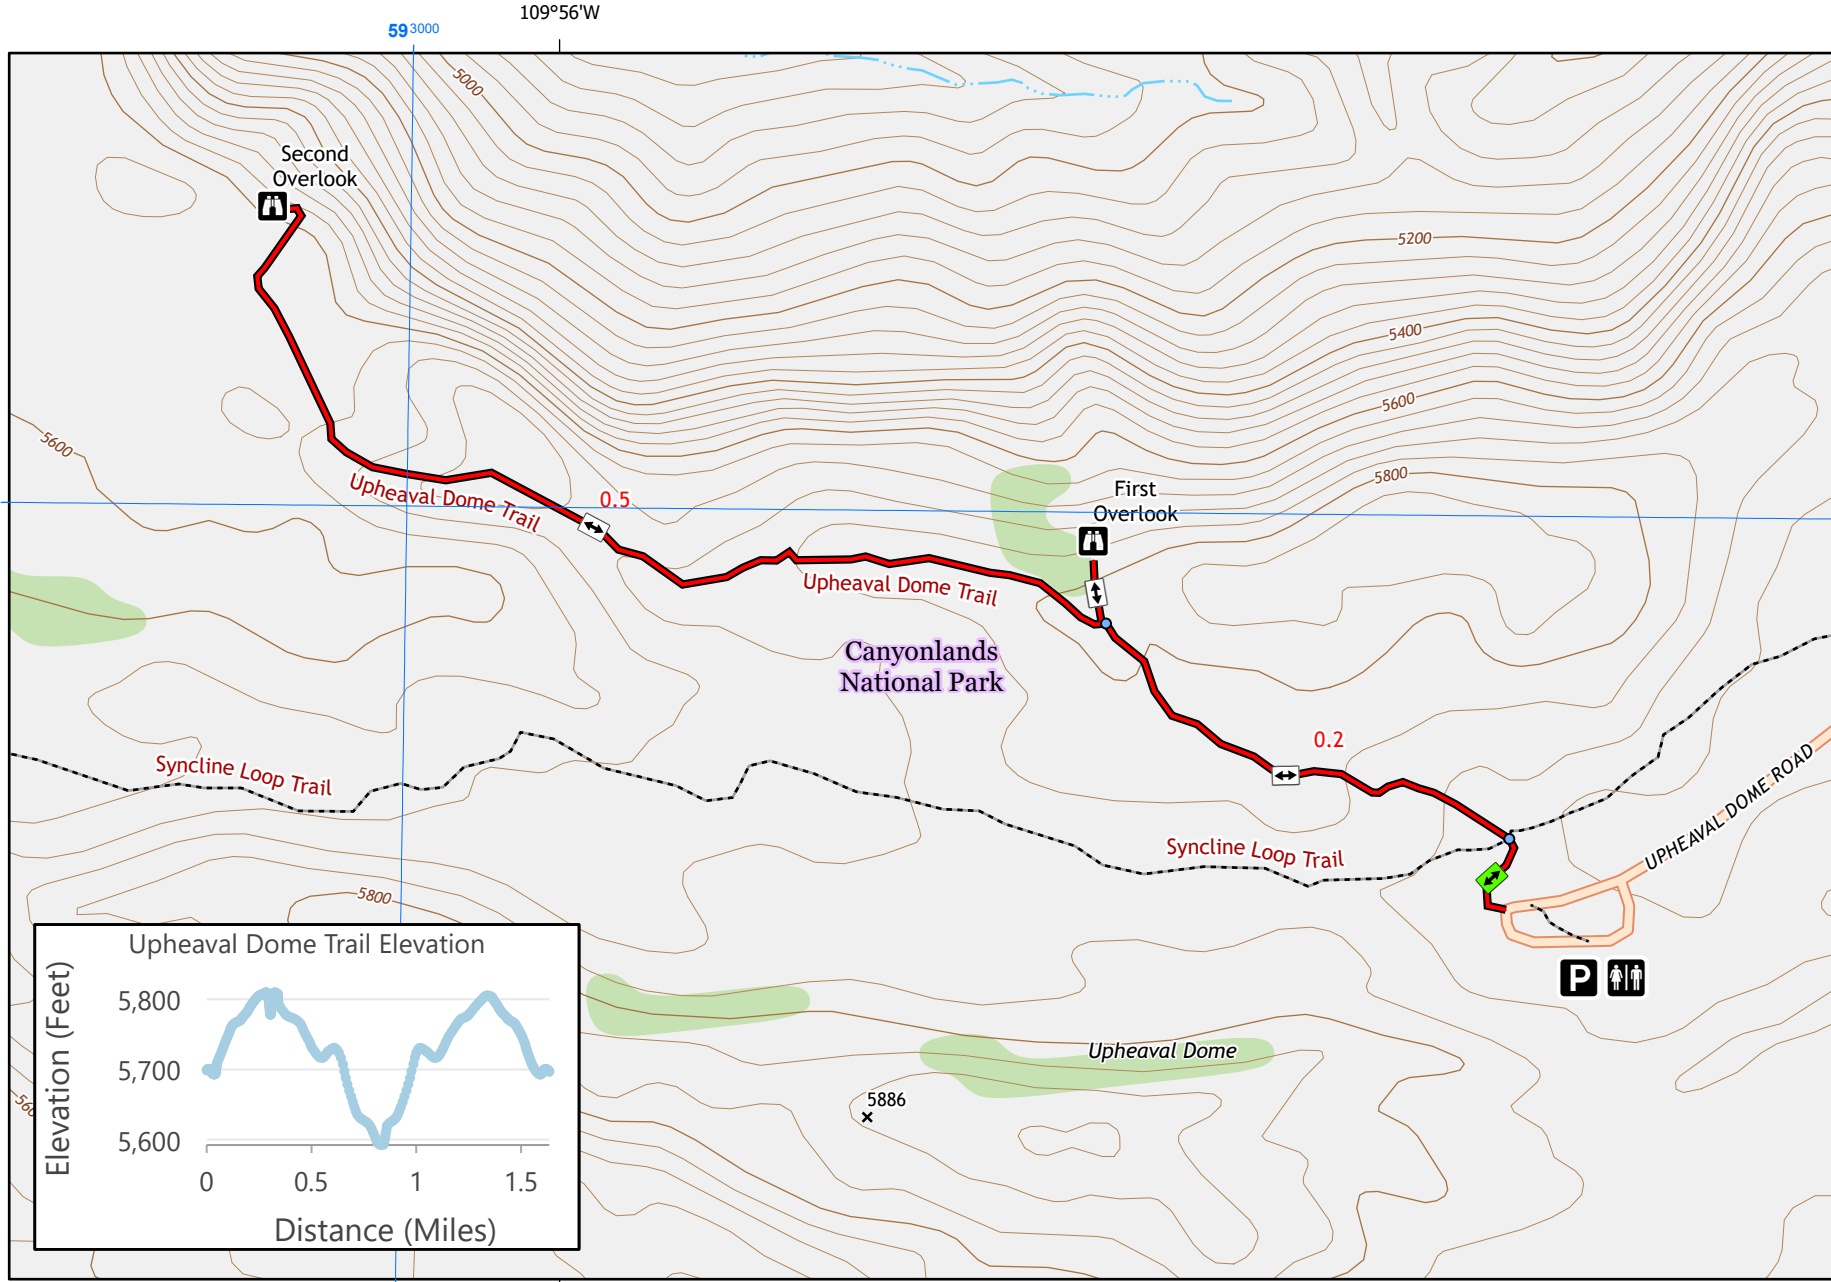 109°56'W
593000
5000
Second
Overlook
5200
5400
5600
5600
5800
0.5
Upheaval Dome Trail
First
Overlook
Upheaval Dome Trail
Canyonlands
National Park
0.2
Syncline Loop Trail
UPHEAVAL DOME ROAD
Syncline Loop Trail
5800
P
Upheaval Dome
5886
560
Upheaval Dome Trail Elevation
Elevation (Feet)
5,800
5,700
5,600
0 0.5 1 1.5
Distance (Miles)